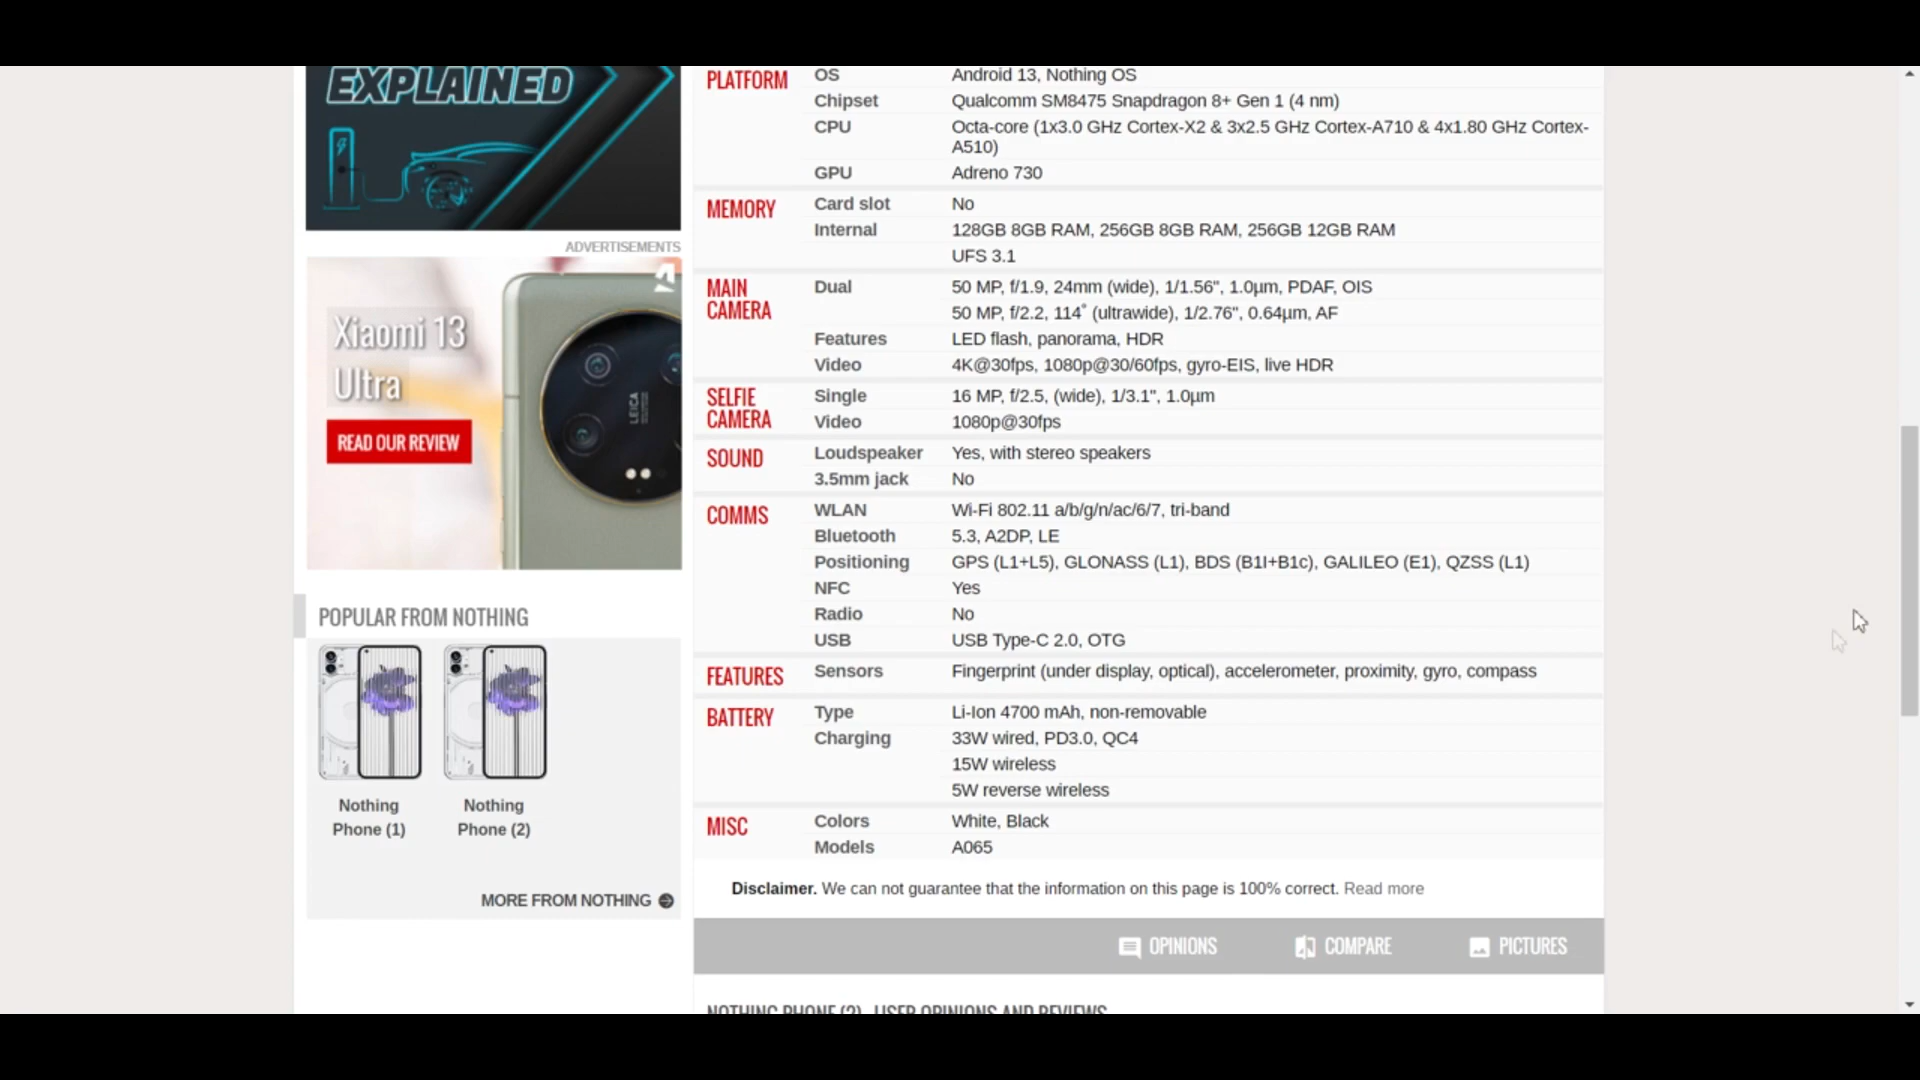 EXPLAINED
ADVERTISEMENTS
Xiaomi 13
Ultra
READ OUR REVIEW
LEICA
POPULAR FROM NOTHING
Nothing
Phone (1)
Nothing
Phone (2)
MORE FROM NOTHING
PLATFORM
OS
Android 13, Nothing OS
Chipset
Qualcomm SM8475 Snapdragon 8+ Gen 1 (4 nm)
CPU
Octa-core (1x3.0 GHz Cortex-X2 & 3x2.5 GHz Cortex-A710 & 4x1.80 GHz Cortex-
A510)
GPU
Adreno 730
MEMORY
Card slot
No
Internal
128GB 8GB RAM, 256GB 8GB RAM, 256GB 12GB RAM
UFS 3.1
MAIN
CAMERA
Dual
50 MP, f/1.9, 24mm (wide), 1/1.56", 1.0µm, PDAF, OIS
50 MP, f/2.2, 114˚ (ultrawide), 1/2.76", 0.64µm, AF
Features
LED flash, panorama, HDR
Video
4K@30fps, 1080p@30/60fps, gyro-EIS, live HDR
SELFIE
CAMERA
Single
16 MP, f/2.5, (wide), 1/3.1", 1.0µm
Video
1080p@30fps
SOUND
Loudspeaker
Yes, with stereo speakers
3.5mm jack
No
COMMS
WLAN
Wi-Fi 802.11 a/b/g/n/ac/6/7, tri-band
Bluetooth
5.3, A2DP, LE
Positioning
GPS (L1+L5), GLONASS (L1), BDS (B1I+B1c), GALILEO (E1), QZSS (L1)
NFC
Yes
Radio
No
USB
USB Type-C 2.0, OTG
FEATURES
Sensors
Fingerprint (under display, optical), accelerometer, proximity, gyro, compass
BATTERY
Type
Li-Ion 4700 mAh, non-removable
Charging
33W wired, PD3.0, QC4
15W wireless
5W reverse wireless
MISC
Colors
White, Black
Models
A065
Disclaimer. We can not guarantee that the information on this page is 100% correct. Read more
OPINIONS
COMPARE
PICTURES
NOTHING PHONE (2) - USER OPINIONS AND REVIEWS